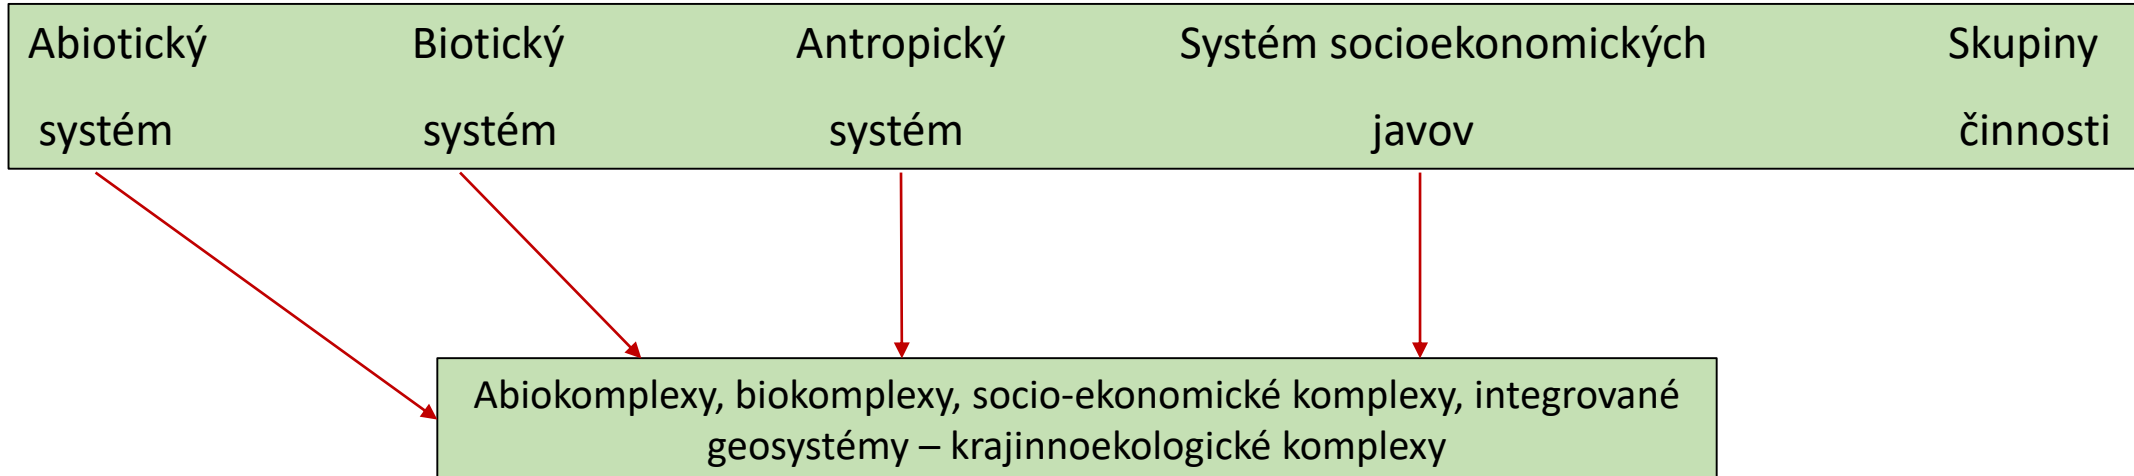 Abiotický Biotický Antropický Systém socioekonomických Skupiny
systém systém systém javov činnosti
Abiokomplexy, biokomplexy, socio-ekonomické komplexy, integrované
geosystémy – krajinnoekologické komplexy